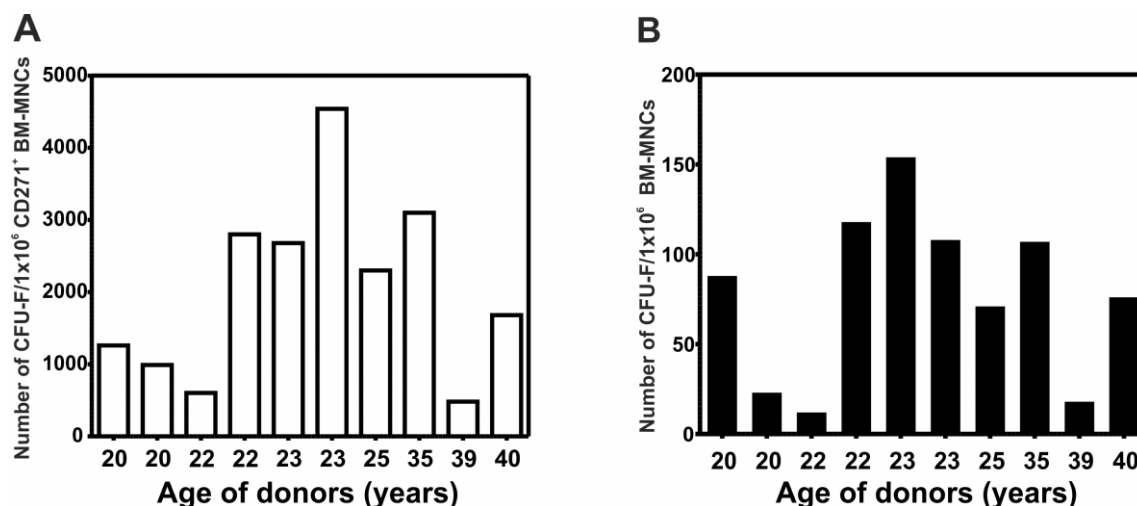 A
Number of CFU-F/1x10⁶ CD271⁺ BM-MNCs
5000
4000
3000
2000
1000
0
20 20 22 22 23 23 25 35 39 40
Age of donors (years)
B
Number of CFU-F/1x10⁶ BM-MNCs
200
150
100
50
0
20 20 22 22 23 23 25 35 39 40
Age of donors (years)